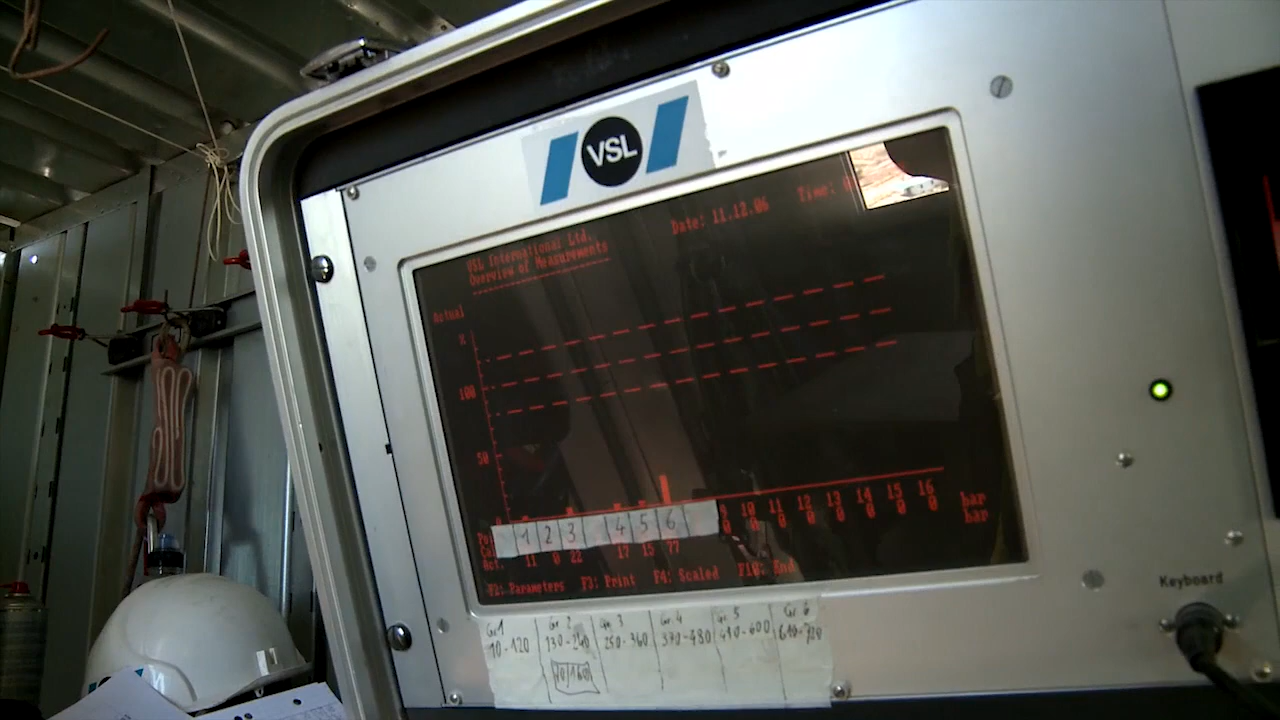 VSL
Date: 11.12.06 Time:
VSL International Ltd.
Overview of Measurements
Actual
%
100
50
0
1 2 3 4 5 6
10 11 12 13 14 15 16 bar
0 0 0 0 0 0 0 0 bar
Act. 11 0 22 17 15 77
F2: Parameters F3: Print F4: Scaled F10: End
Keyboard
Gr 1 Gr 2 Gr 3 Gr 4 Gr 5 Gr 6
10-120 130-240 250-360 370-480 490-600 610-720